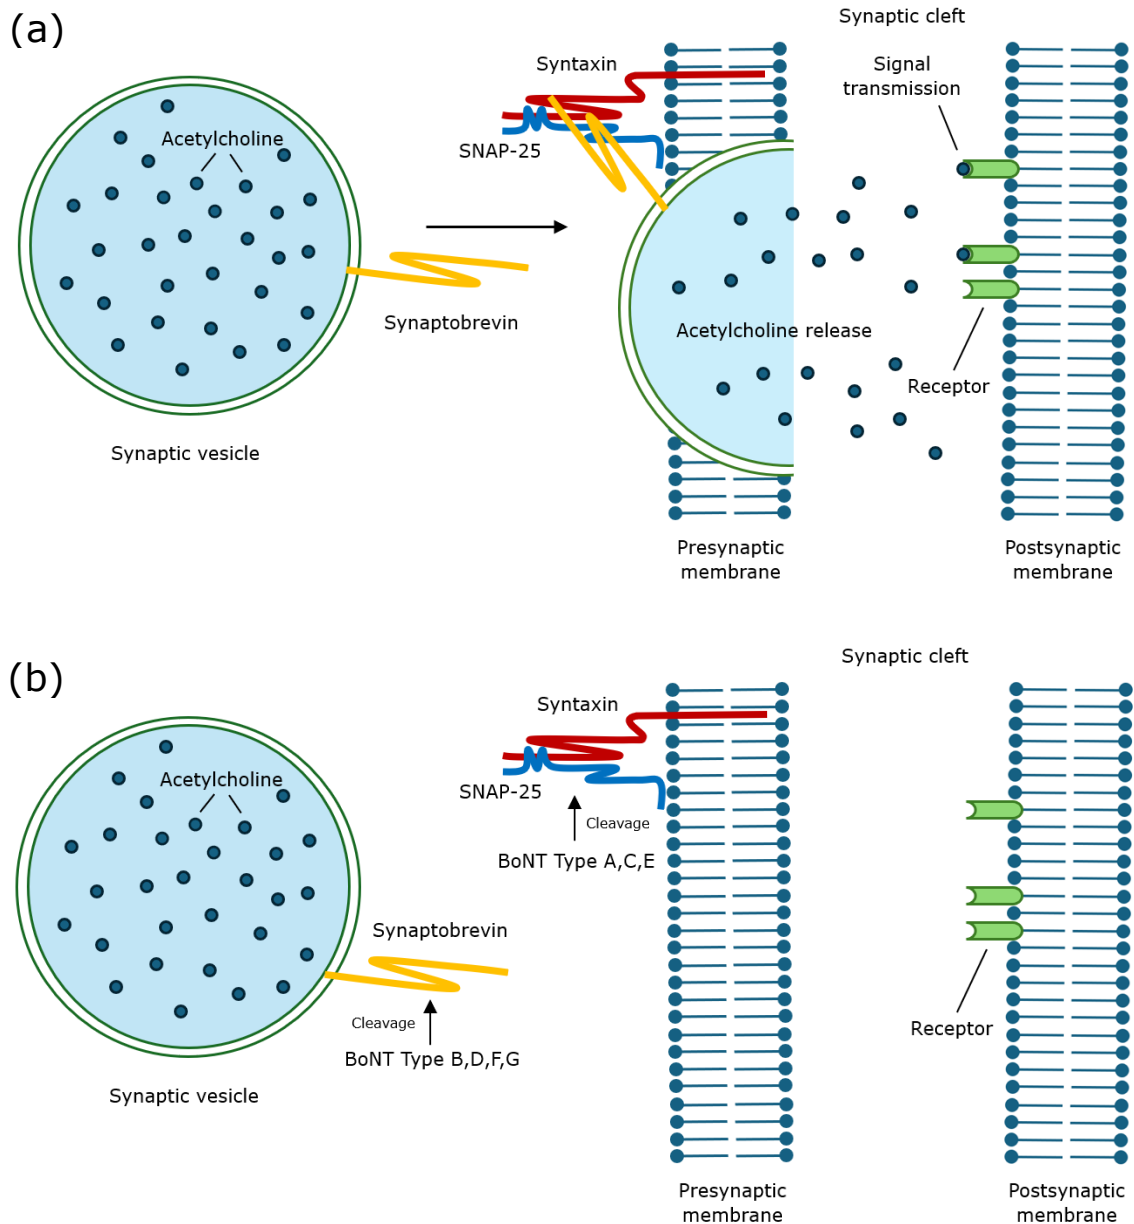 (a)
Synaptic cleft
Syntaxin
Signal
transmission
Acetylcholine
SNAP-25
Synaptobrevin
Acetylcholine release
Receptor
Synaptic vesicle
Presynaptic
membrane
Postsynaptic
membrane
(b)
Synaptic cleft
Syntaxin
Acetylcholine
SNAP-25
Cleavage
BoNT Type A,C,E
Synaptobrevin
Cleavage
BoNT Type B,D,F,G
Receptor
Synaptic vesicle
Presynaptic
membrane
Postsynaptic
membrane